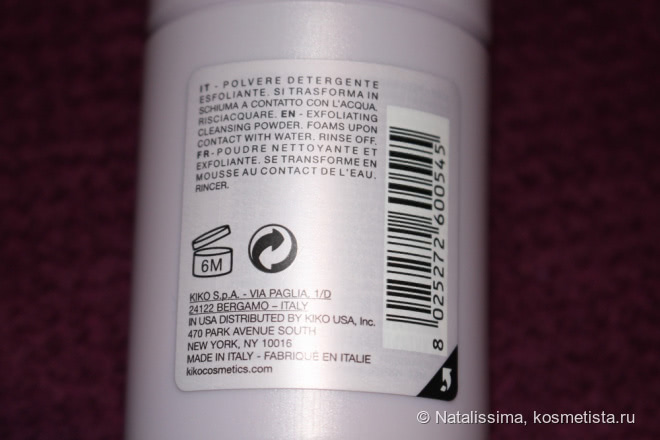 IT - POLVERE DETERGENTE
ESFOLIANTE. SI TRASFORMA IN
SCHIUMA A CONTATTO CON L'ACQUA.
RISCIACQUARE. EN - EXFOLIATING
CLEANSING POWDER. FOAMS UPON
CONTACT WITH WATER. RINSE OFF.
FR - POUDRE NETTOYANTE ET
EXFOLIANTE. SE TRANSFORME EN
MOUSSE AU CONTACT DE L'EAU.
RINCER.
6M
KIKO S.p.A. - VIA PAGLIA, 1/D
24122 BERGAMO – ITALY
IN USA DISTRIBUTED BY KIKO USA, Inc.
470 PARK AVENUE SOUTH
NEW YORK, NY 10016
MADE IN ITALY - FABRIQUÉ EN ITALIE
kikocosmetics.com
8 025272 600545
© Natalissima, kosmetista.ru